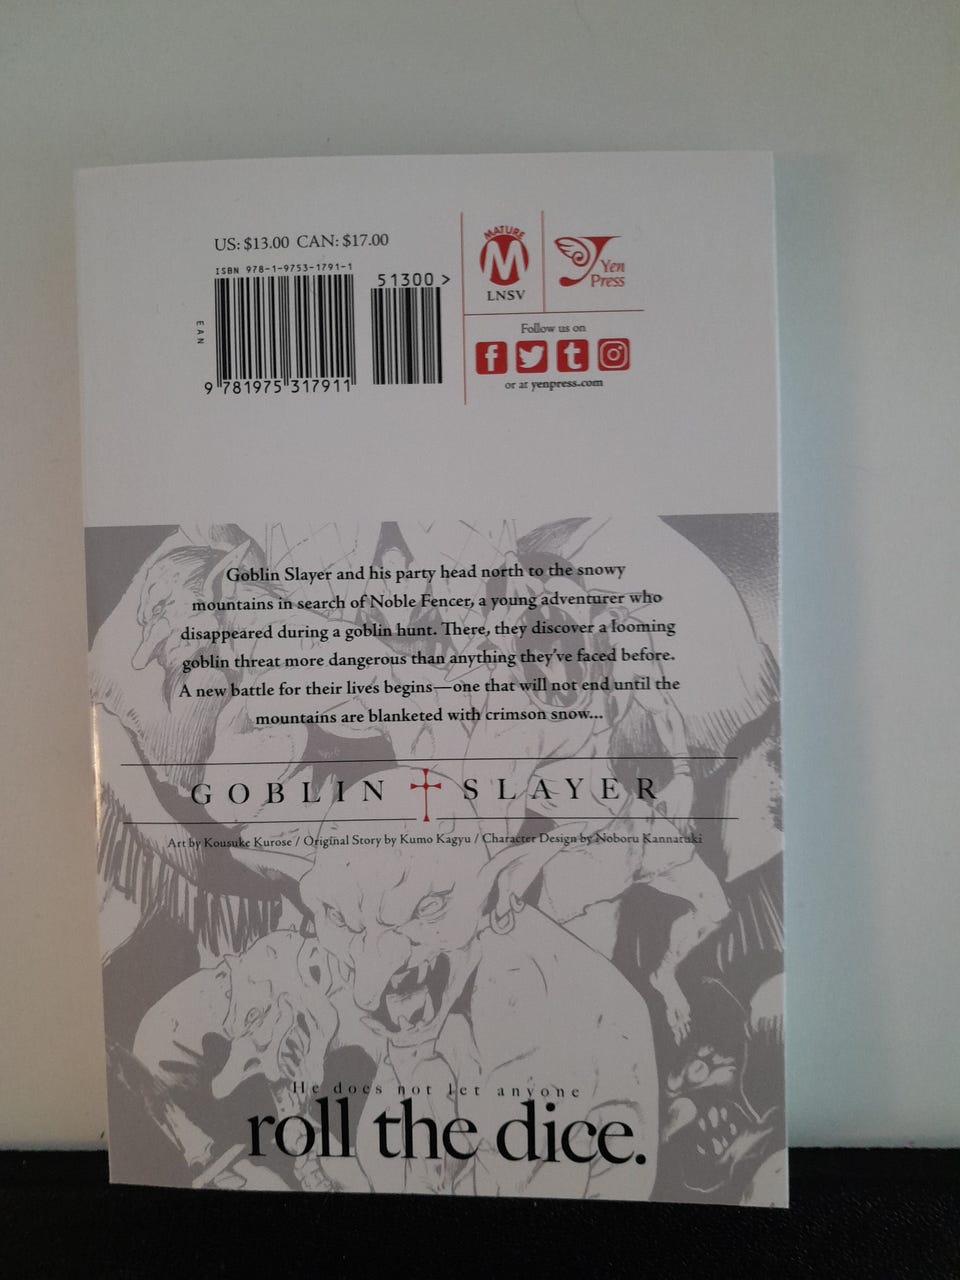 US: $13.00 CAN: $17.00
ISBN 978-1-9753-1791-1
51300 >
EAN
9 781975 317911
MATURE
M
LNSV
Yen
Press
Follow us on
or at yenpress.com
Goblin Slayer and his party head north to the snowy
mountains in search of Noble Fencer, a young adventurer who
disappeared during a goblin hunt. There, they discover a looming
goblin threat more dangerous than anything they've faced before.
A new battle for their lives begins—one that will not end until the
mountains are blanketed with crimson snow...
GOBLIN SLAYER
Art by Kousuke Kurose / Original Story by Kumo Kagyu / Character Design by Noboru Kannatuki
He does not let anyone
roll the dice.